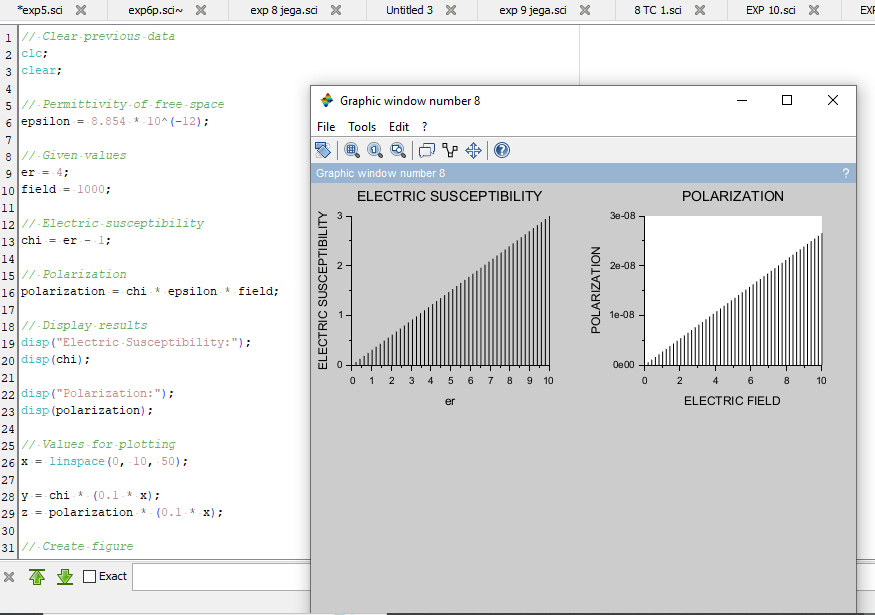 *exp5.sci exp6p.sci~ exp 8 jega.sci Untitled 3 exp 9 jega.sci 8 TC 1.sci EXP 10.sci EXP
1 // Clear previous data
2 clc;
3 clear;
4
5 // Permittivity of free space
6 epsilon = 8.854 * 10^(-12);
7
8 // Given values
9 er = 4;
10 field = 1000;
11
12 // Electric susceptibility
13 chi = er - 1;
14
15 // Polarization
16 polarization = chi * epsilon * field;
17
18 // Display results
19 disp("Electric Susceptibility:");
20 disp(chi);
21
22 disp("Polarization:");
23 disp(polarization);
24
25 // Values for plotting
26 x = linspace(0, 10, 50);
27
28 y = chi * (0.1 * x);
29 z = polarization * (0.1 * x);
30
31 // Create figure
Exact
Graphic window number 8
File Tools Edit ?
Graphic window number 8 ?
ELECTRIC SUSCEPTIBILITY
ELECTRIC SUSCEPTIBILITY
3
2
1
0
0 1 2 3 4 5 6 7 8 9 10
er
POLARIZATION
POLARIZATION
3e-08
2e-08
1e-08
0e00
0 2 4 6 8 10
ELECTRIC FIELD